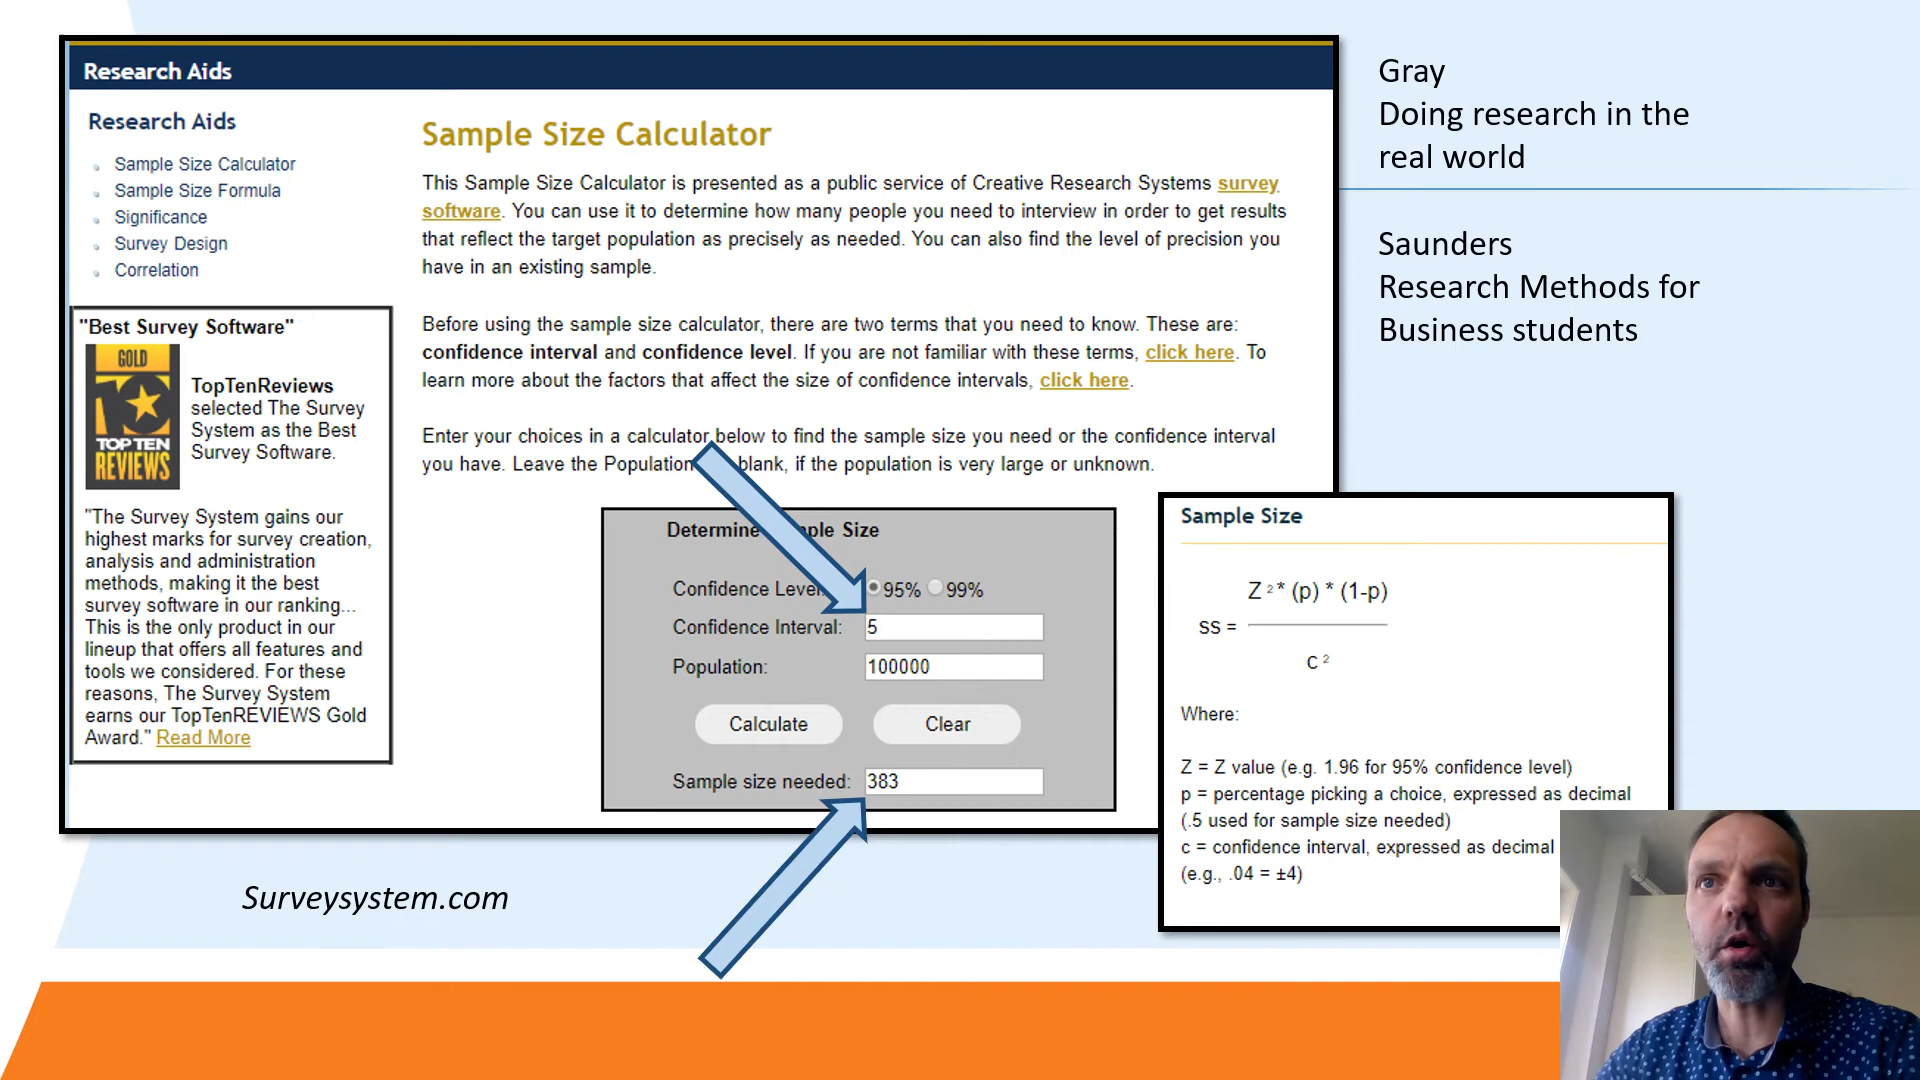 Research Aids
Research Aids
Sample Size Calculator
Sample Size Formula
Significance
Survey Design
Correlation
"Best Survey Software"
GOLD
TOP TEN
REVIEWS
TopTenReviews
selected The Survey
System as the Best
Survey Software.
"The Survey System gains our
highest marks for survey creation,
analysis and administration
methods, making it the best
survey software in our ranking...
This is the only product in our
lineup that offers all features and
tools we considered. For these
reasons, The Survey System
earns our TopTenREVIEWS Gold
Award." Read More
Sample Size Calculator
This Sample Size Calculator is presented as a public service of Creative Research Systems survey
software. You can use it to determine how many people you need to interview in order to get results
that reflect the target population as precisely as needed. You can also find the level of precision you
have in an existing sample.
Before using the sample size calculator, there are two terms that you need to know. These are:
confidence interval and confidence level. If you are not familiar with these terms, click here. To
learn more about the factors that affect the size of confidence intervals, click here.
Enter your choices in a calculator below to find the sample size you need or the confidence interval
you have. Leave the Population blank, if the population is very large or unknown.
Determine Size
Confidence Level 95% 99%
Confidence Interval: 5
Population: 100000
Calculate Clear
Sample size needed: 383
Gray
Doing research in the
real world
Saunders
Research Methods for
Business students
Sample Size
Z ² * (p) * (1-p)
ss =
c ²
Where:
Z = Z value (e.g. 1.96 for 95% confidence level)
p = percentage picking a choice, expressed as decimal
(.5 used for sample size needed)
c = confidence interval, expressed as decimal
(e.g., .04 = ±4)
Surveysystem.com